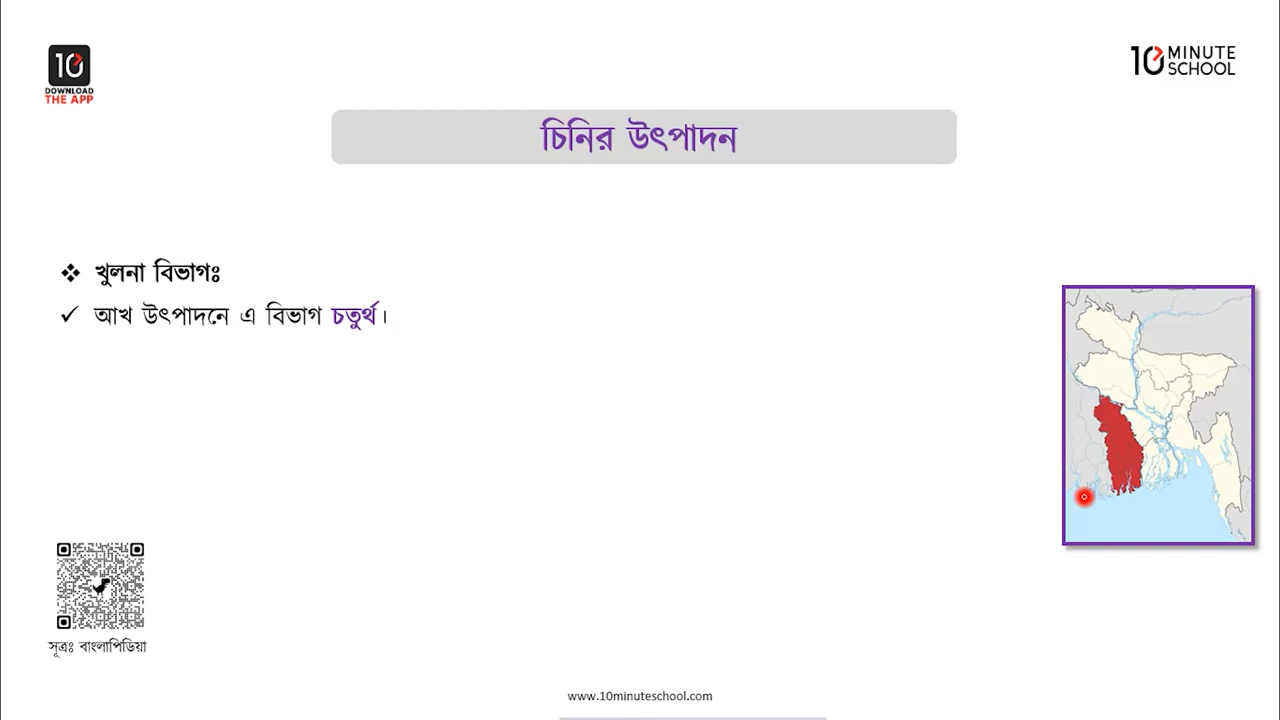 10
DOWNLOAD
THE APP
10 MINUTE
SCHOOL
চিনির উৎপাদন
❖ খুলনা বিভাগঃ
✓ আখ উৎপাদনে এ বিভাগ চতুর্থ।
সূত্রঃ বাংলাপিডিয়া
www.10minuteschool.com